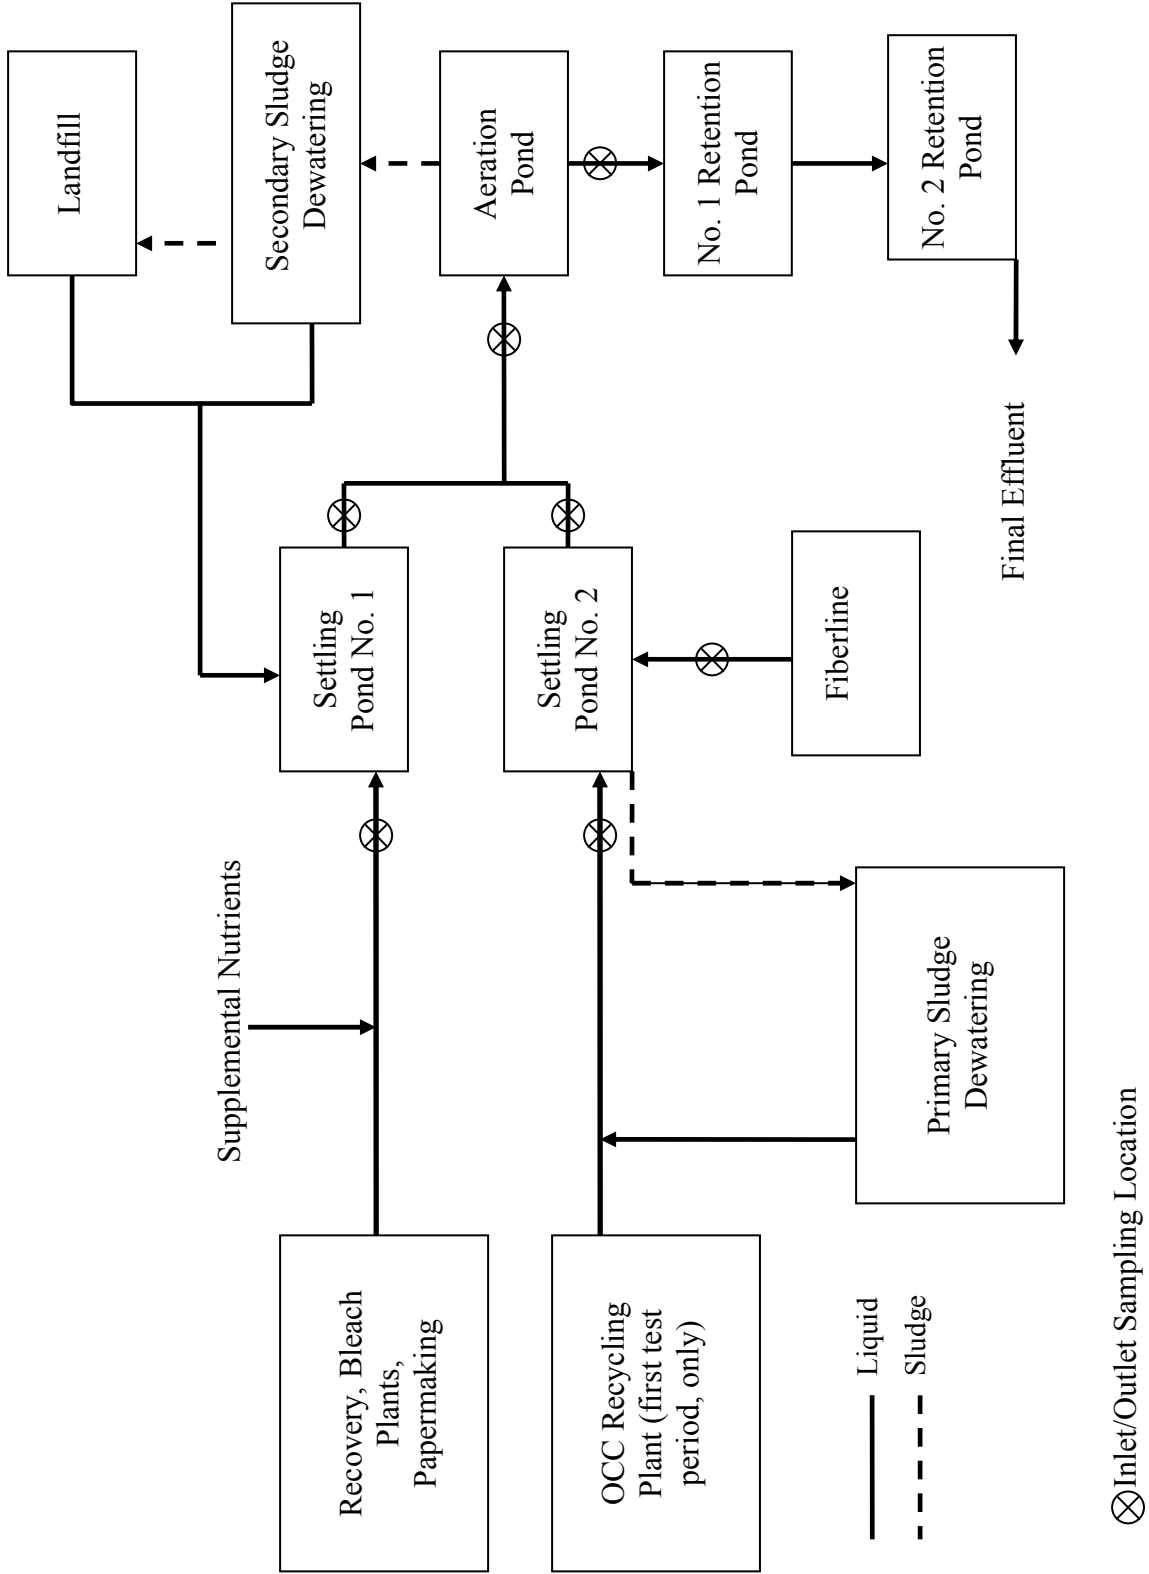 Landfill
Secondary Sludge
Dewatering
Aeration
Pond
No. 1 Retention
Pond
No. 2 Retention
Pond
Final Effluent
Settling
Pond No. 1
Settling
Pond No. 2
Fiberline
Supplemental Nutrients
Primary Sludge
Dewatering
Recovery, Bleach
Plants,
Papermaking
OCC Recycling
Plant (first test
period, only)
Liquid
Sludge
Inlet/Outlet Sampling Location